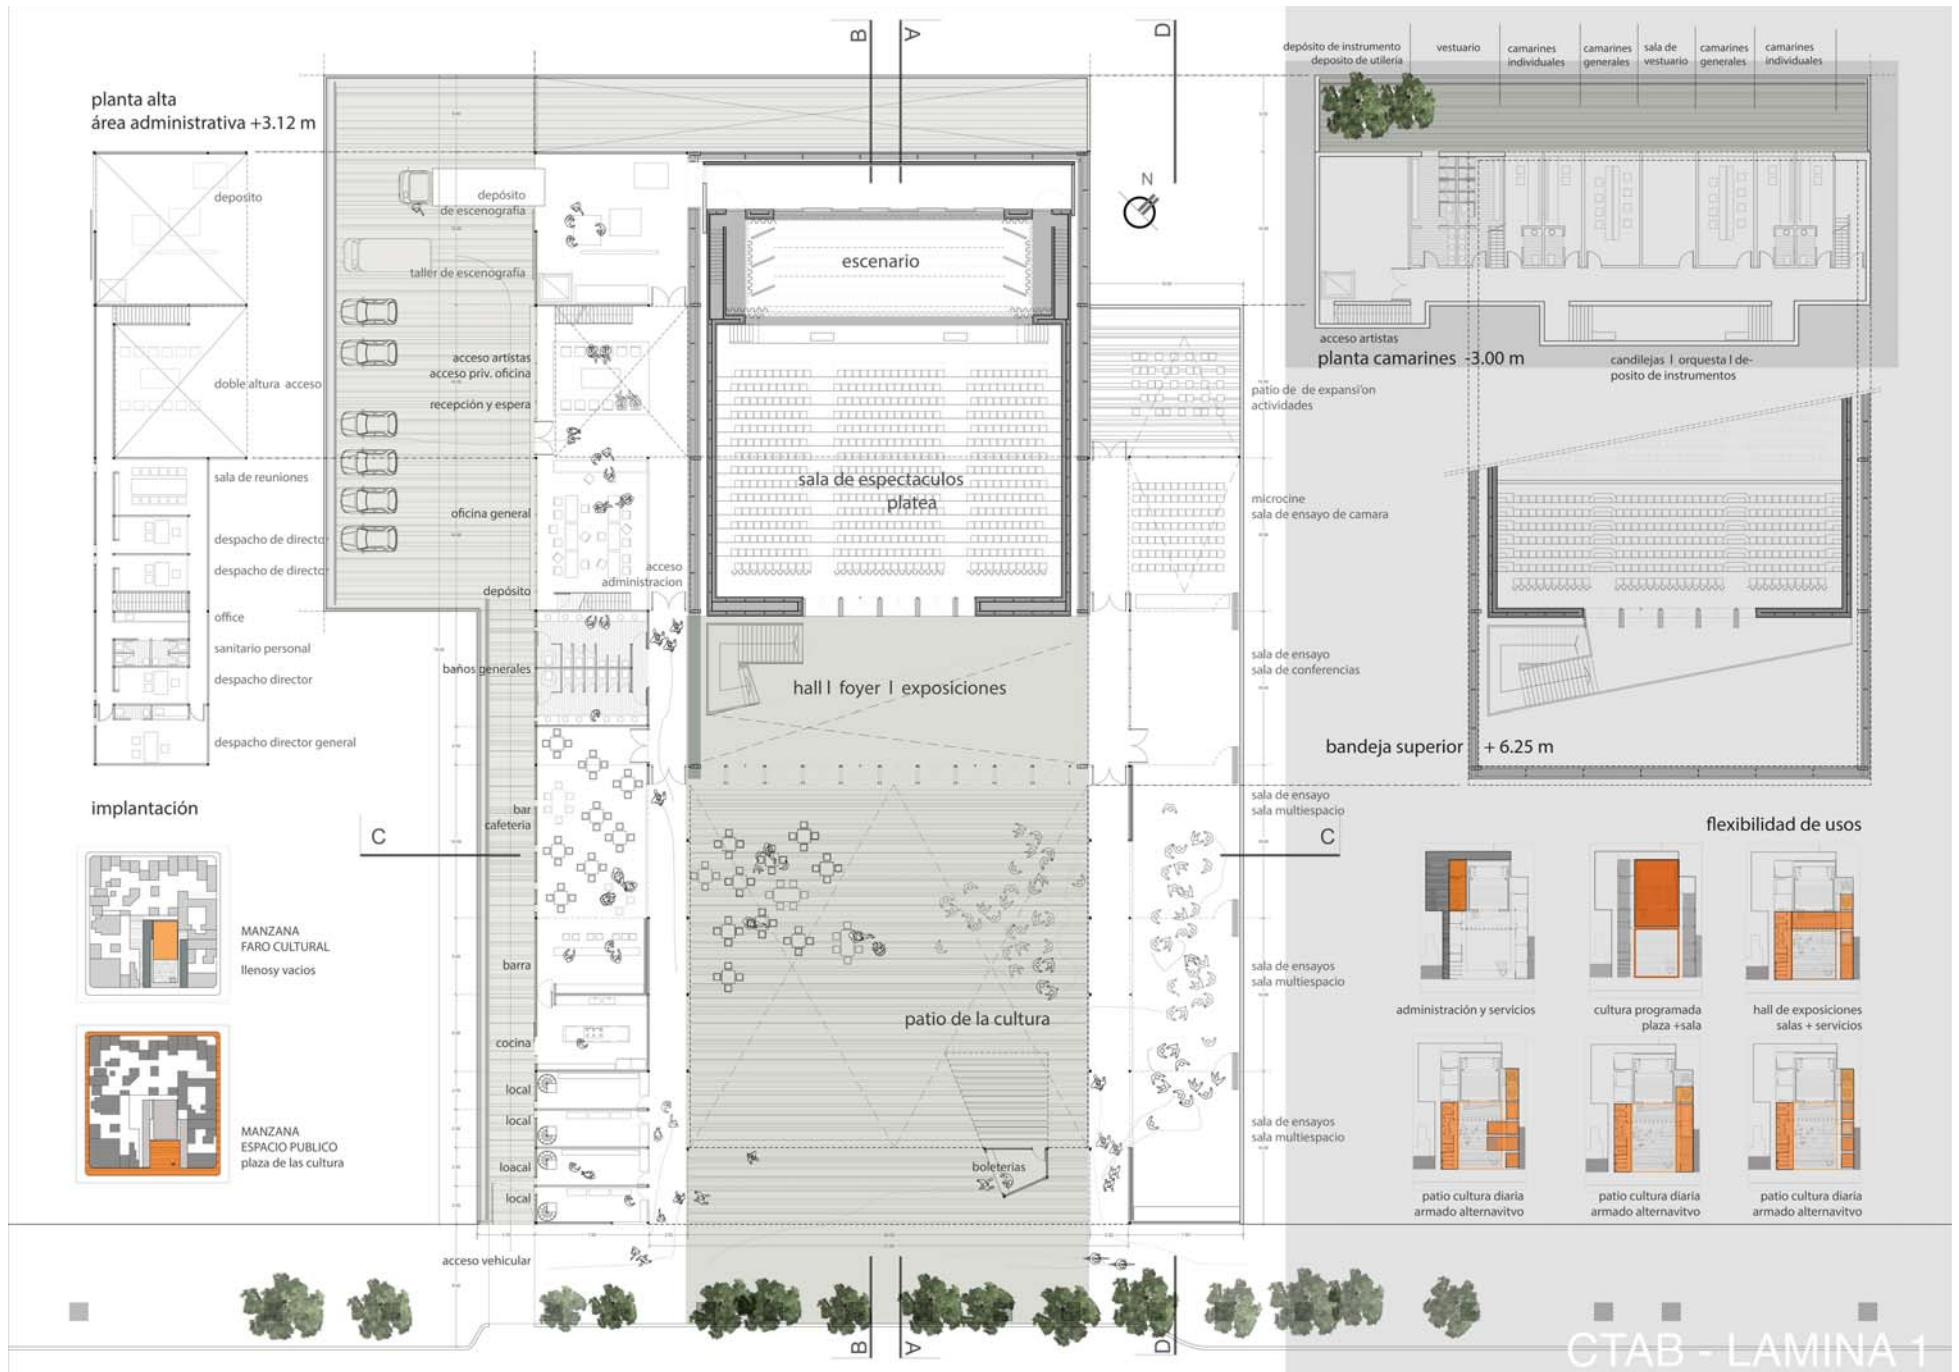 B
A
D
depósito de instrumento
deposito de utileria
vestuario
camarines
individuales
camarines
generales
sala de
vestuario
camarines
generales
camarines
individuales
planta alta
área administrativa +3.12 m
deposito
doble altura acceso
sala de reuniones
despacho de director
despacho de director
office
sanitario personal
despacho director
despacho director general
depósito
de escenografía
taller de escenografía
acceso artistas
acceso priv. oficina
recepción y espera
oficina general
acceso
administracion
depósito
baños generales
bar
cafeteria
barra
cocina
local
local
loacal
local
acceso vehicular
N
escenario
sala de espectaculos
platea
hall I foyer I exposiciones
patio de la cultura
boleterias
patio de de expansi'on
actividades
microcine
sala de ensayo de camara
sala de ensayo
sala de conferencias
sala de ensayo
sala multiespacio
sala de ensayos
sala multiespacio
sala de ensayos
sala multiespacio
C
C
acceso artistas
planta camarines -3.00 m
candilejas I orquesta I de-
posito de instrumentos
bandeja superior + 6.25 m
implantación
MANZANA
FARO CULTURAL
llenosy vacios
MANZANA
ESPACIO PUBLICO
plaza de las cultura
flexibilidad de usos
administración y servicios
cultura programada
plaza +sala
hall de exposiciones
salas + servicios
patio cultura diaria
armado alternavitvo
patio cultura diaria
armado alternavitvo
patio cultura diaria
armado alternavitvo
B
A
D
CTAB - LAMINA 1